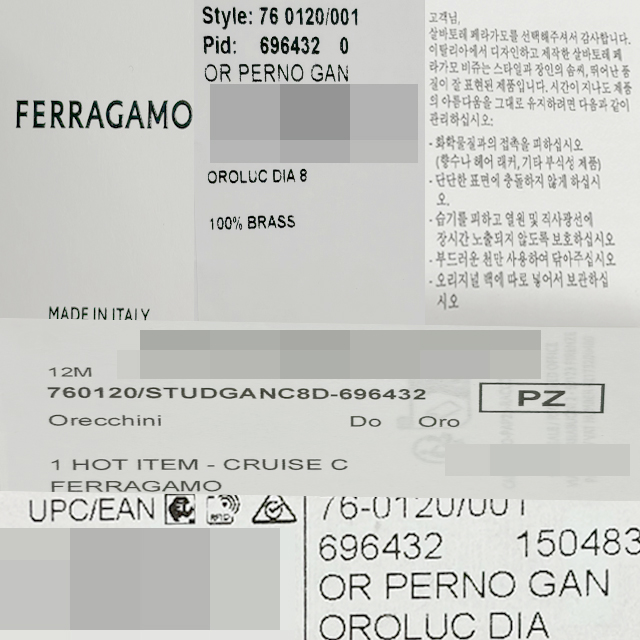 FERRAGAMO
MADE IN ITALY
Style: 76 0120/001
Pid: 696432 0
OR PERNO GAN
OROLUC DIA 8
100% BRASS
고객님,
살바토레 페라가모를 선택해주셔서 감사합니다.
이탈리아에서 디자인하고 제작한 살바토레 페
라가모 비쥬는 스타일과 장인의 솜씨, 뛰어난 품
질이 잘 표현된 제품입니다. 시간이 지나도 제품
의 아름다움을 그대로 유지하려면 다음과 같이
관리하십시오:
- 화학물질과의 접촉을 피하십시오
(향수나 헤어 래커, 기타 부식성 제품)
- 단단한 표면에 충돌하지 않게 하십시
오.
- 습기를 피하고 열원 및 직사광선에
장시간 노출되지 않도록 보호하십시오
- 부드러운 천만 사용하여 닦아주십시오
- 오리지널 백에 따로 넣어서 보관하십
시오
12M
760120/STUDGANC8D-696432
PZ
Orecchini Do Oro
1 HOT ITEM - CRUISE C
FERRAGAMO
UPC/EAN
RFID
76-0120/001
696432 150483
OR PERNO GAN
OROLUC DIA